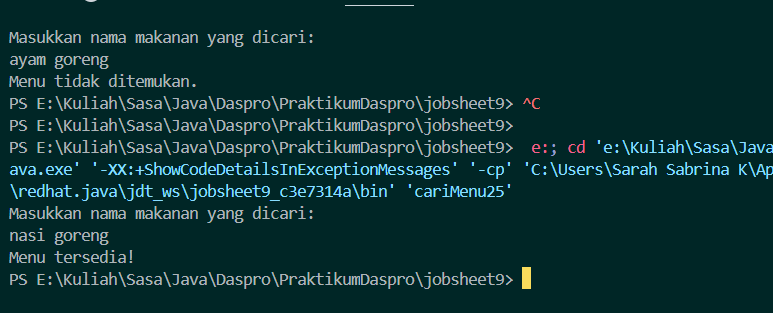 Masukkan nama makanan yang dicari:
ayam goreng
Menu tidak ditemukan.
PS E:\Kuliah\Sasa\Java\Daspro\PraktikumDaspro\jobsheet9> ^C
PS E:\Kuliah\Sasa\Java\Daspro\PraktikumDaspro\jobsheet9>
PS E:\Kuliah\Sasa\Java\Daspro\PraktikumDaspro\jobsheet9>  e:; cd 'e:\Kuliah\Sasa\Java
ava.exe' '-XX:+ShowCodeDetailsInExceptionMessages' '-cp' 'C:\Users\Sarah Sabrina K\Ap
\redhat.java\jdt_ws\jobsheet9_c3e7314a\bin' 'cariMenu25'
Masukkan nama makanan yang dicari:
nasi goreng
Menu tersedia!
PS E:\Kuliah\Sasa\Java\Daspro\PraktikumDaspro\jobsheet9>